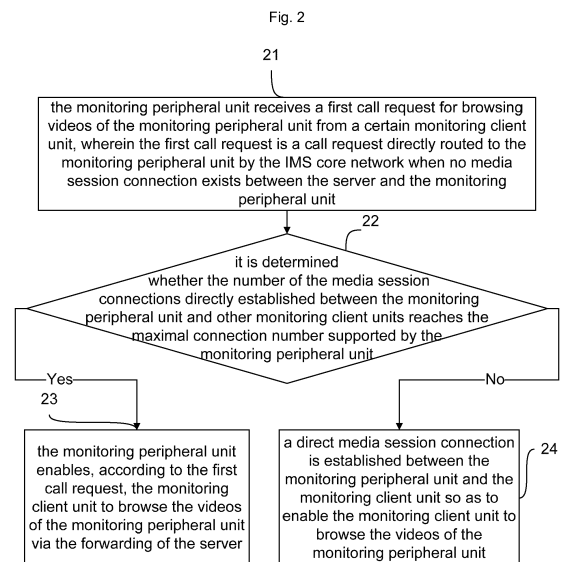 Fig. 2
21
the monitoring peripheral unit receives a first call request for browsing
videos of the monitoring peripheral unit from a certain monitoring client
unit, wherein the first call request is a call request directly routed to the
monitoring peripheral unit by the IMS core network when no media
session connection exists between the server and the monitoring
peripheral unit
22
it is determined
whether the number of the media session
connections directly established between the monitoring
peripheral unit and other monitoring client units reaches the
maximal connection number supported by the
monitoring peripheral unit
Yes
No
23
the monitoring peripheral unit
enables, according to the first
call request, the monitoring
client unit to browse the videos
of the monitoring peripheral unit
via the forwarding of the server
24
a direct media session connection
is established between the
monitoring peripheral unit and the
monitoring client unit so as to
enable the monitoring client unit to
browse the videos of the
monitoring peripheral unit